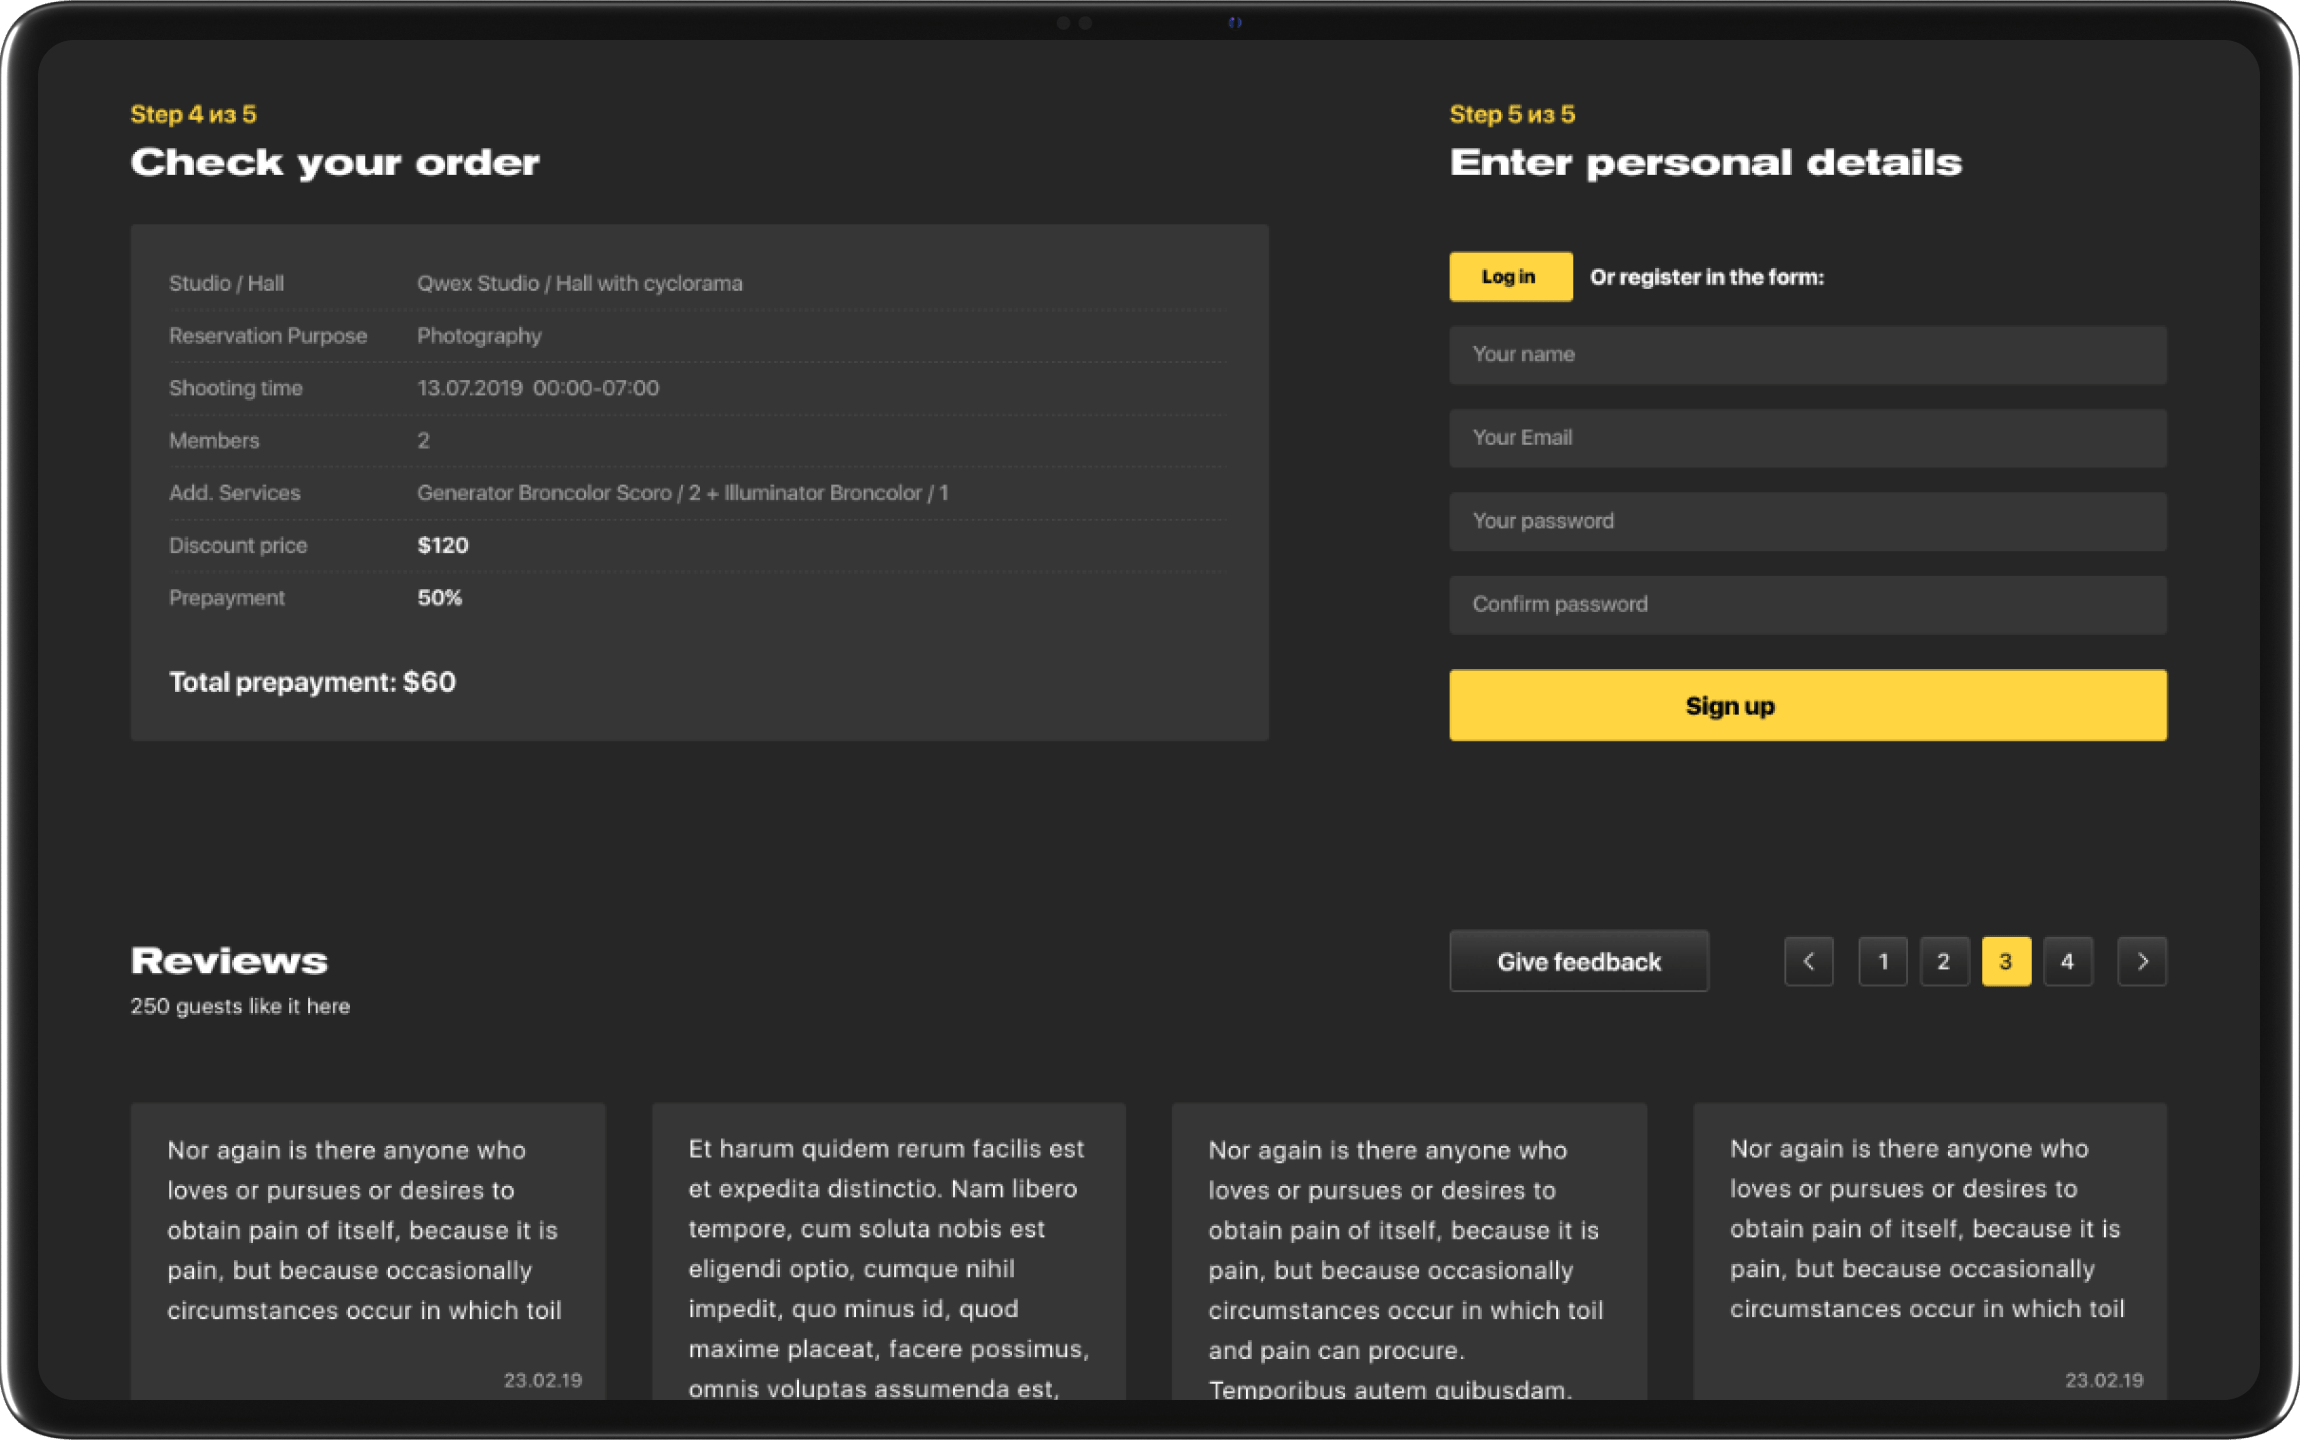 Step 4 из 5
Check your order
Studio / Hall Qwex Studio / Hall with cyclorama
Reservation Purpose Photography
Shooting time 13.07.2019 00:00-07:00
Members 2
Add. Services Generator Broncolor Scoro / 2 + Illuminator Broncolor / 1
Discount price $120
Prepayment 50%
Total prepayment: $60
Step 5 из 5
Enter personal details
Log in Or register in the form:
Your name
Your Email
Your password
Confirm password
Sign up
Reviews
250 guests like it here
Give feedback
1 2 3 4
Nor again is there anyone who
loves or pursues or desires to
obtain pain of itself, because it is
pain, but because occasionally
circumstances occur in which toil
23.02.19
Et harum quidem rerum facilis est
et expedita distinctio. Nam libero
tempore, cum soluta nobis est
eligendi optio, cumque nihil
impedit, quo minus id, quod
maxime placeat, facere possimus,
omnis voluptas assumenda est,
Nor again is there anyone who
loves or pursues or desires to
obtain pain of itself, because it is
pain, but because occasionally
circumstances occur in which toil
and pain can procure.
Temporibus autem quibusdam.
Nor again is there anyone who
loves or pursues or desires to
obtain pain of itself, because it is
pain, but because occasionally
circumstances occur in which toil
23.02.19